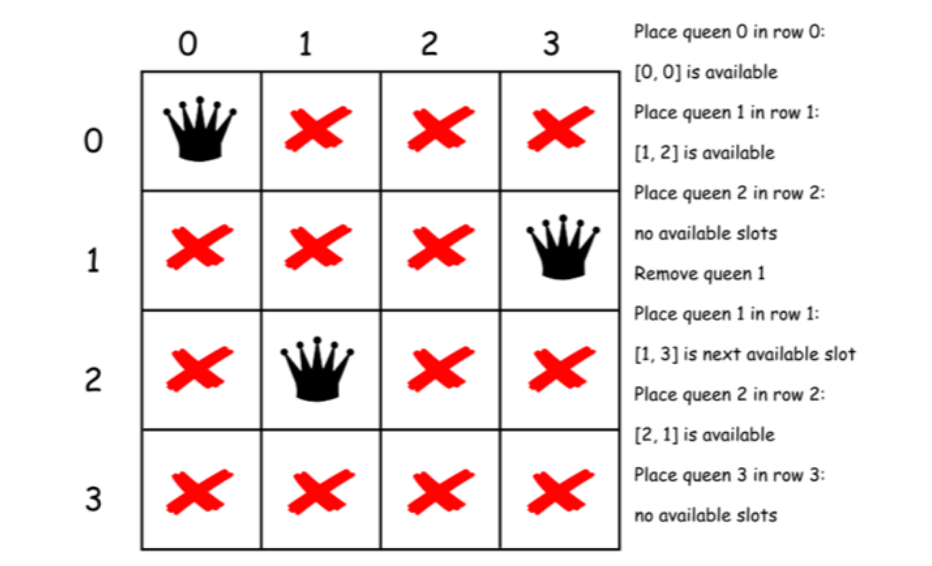 0 1 2 3
0
1
2
3
Place queen 0 in row 0:
[0, 0] is available
Place queen 1 in row 1:
[1, 2] is available
Place queen 2 in row 2:
no available slots
Remove queen 1
Place queen 1 in row 1:
[1, 3] is next available slot
Place queen 2 in row 2:
[2, 1] is available
Place queen 3 in row 3:
no available slots